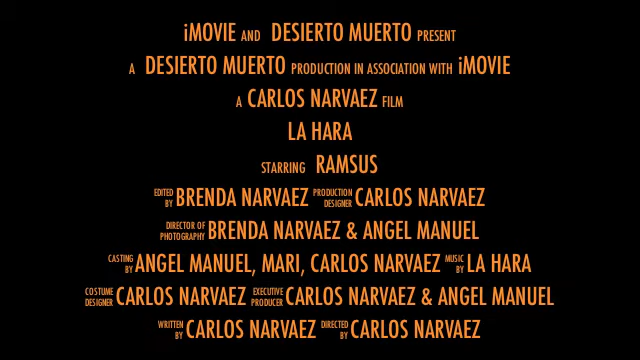 iMOVIE AND DESIERTO MUERTO PRESENT
A DESIERTO MUERTO PRODUCTION IN ASSOCIATION WITH iMOVIE
A CARLOS NARVAEZ FILM
LA HARA
STARRING RAMSUS
EDITED BY BRENDA NARVAEZ PRODUCTION DESIGNER CARLOS NARVAEZ
DIRECTOR OF PHOTOGRAPHY BRENDA NARVAEZ & ANGEL MANUEL
CASTING BY ANGEL MANUEL, MARI, CARLOS NARVAEZ MUSIC BY LA HARA
COSTUME DESIGNER CARLOS NARVAEZ EXECUTIVE PRODUCER CARLOS NARVAEZ & ANGEL MANUEL
WRITTEN BY CARLOS NARVAEZ DIRECTED BY CARLOS NARVAEZ